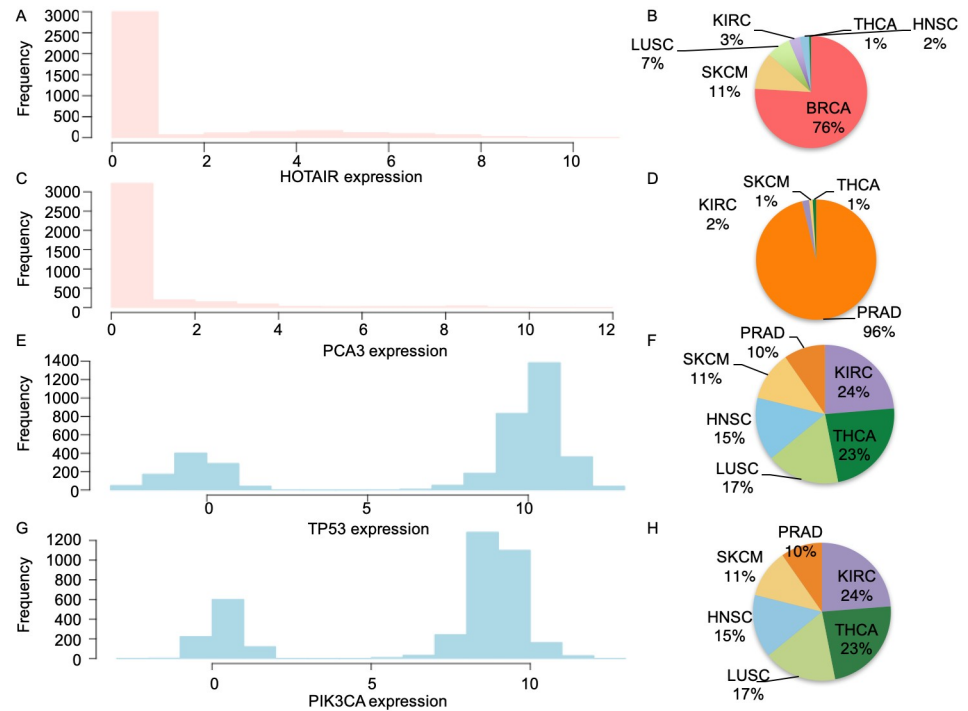 A
Frequency
3000
2500
2000
1500
1000
500
0
0 2 4 6 8 10
HOTAIR expression
B
KIRC
3%
THCA
1%
HNSC
2%
LUSC
7%
SKCM
11%
BRCA
76%
C
Frequency
3000
2500
2000
1500
1000
500
0
0 2 4 6 8 10 12
PCA3 expression
D
SKCM
1%
THCA
1%
KIRC
2%
PRAD
96%
E
Frequency
1400
1200
1000
800
600
400
200
0
0 5 10
TP53 expression
F
PRAD
10%
SKCM
11%
KIRC
24%
HNSC
15%
THCA
23%
LUSC
17%
G
Frequency
1200
1000
800
600
400
200
0
0 5 10
PIK3CA expression
H
PRAD
10%
SKCM
11%
KIRC
24%
HNSC
15%
THCA
23%
LUSC
17%